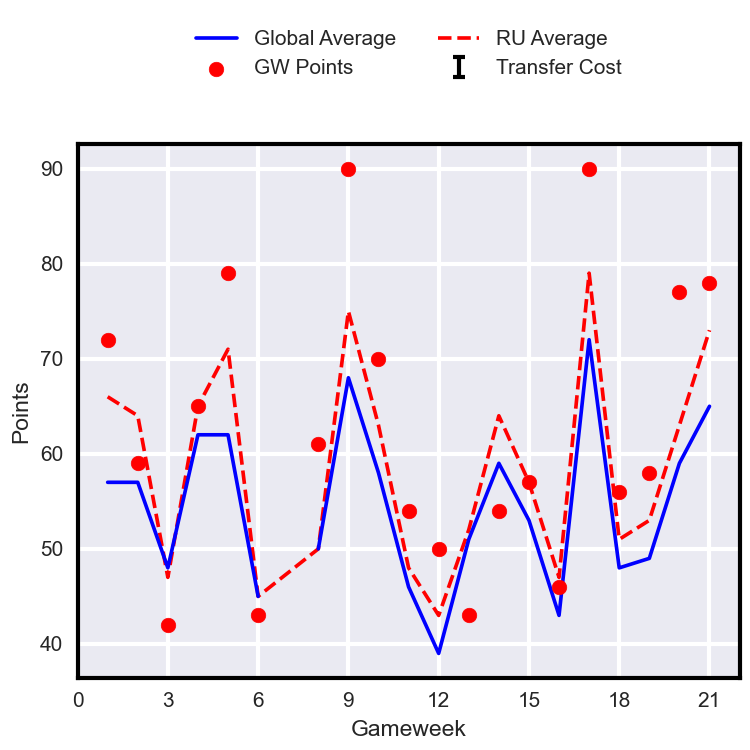 Global Average
RU Average
GW Points
Transfer Cost
90
80
70
60
50
40
Points
0 3 6 9 12 15 18 21
Gameweek